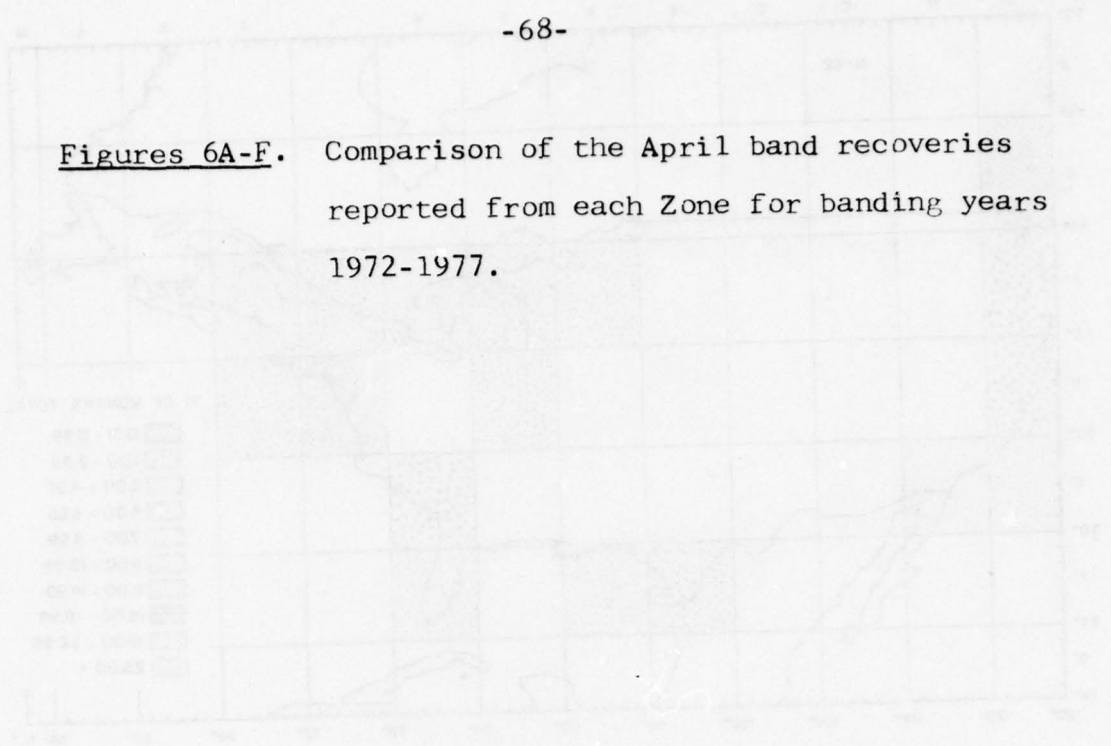 -68-
Figures 6A-F. Comparison of the April band recoveries
reported from each Zone for banding years
1972-1977.